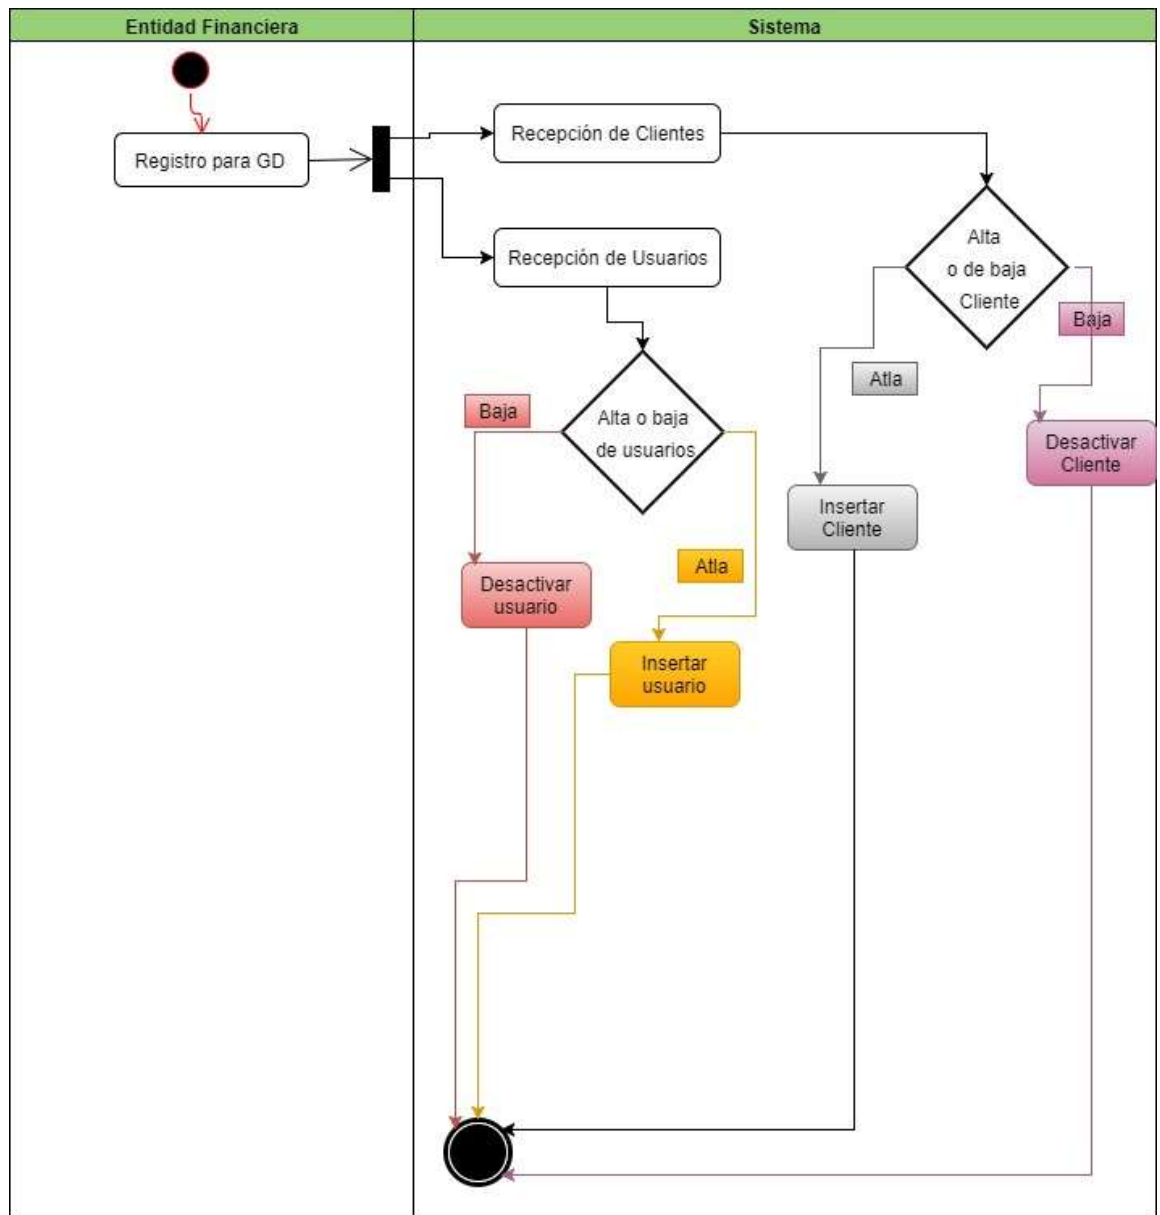 Entidad Financiera
Sistema
Registro para GD
Recepción de Clientes
Recepción de Usuarios
Alta
o de baja
Cliente
Baja
Atla
Baja
Alta o baja
de usuarios
Desactivar
Cliente
Insertar
Cliente
Atla
Desactivar
usuario
Insertar
usuario